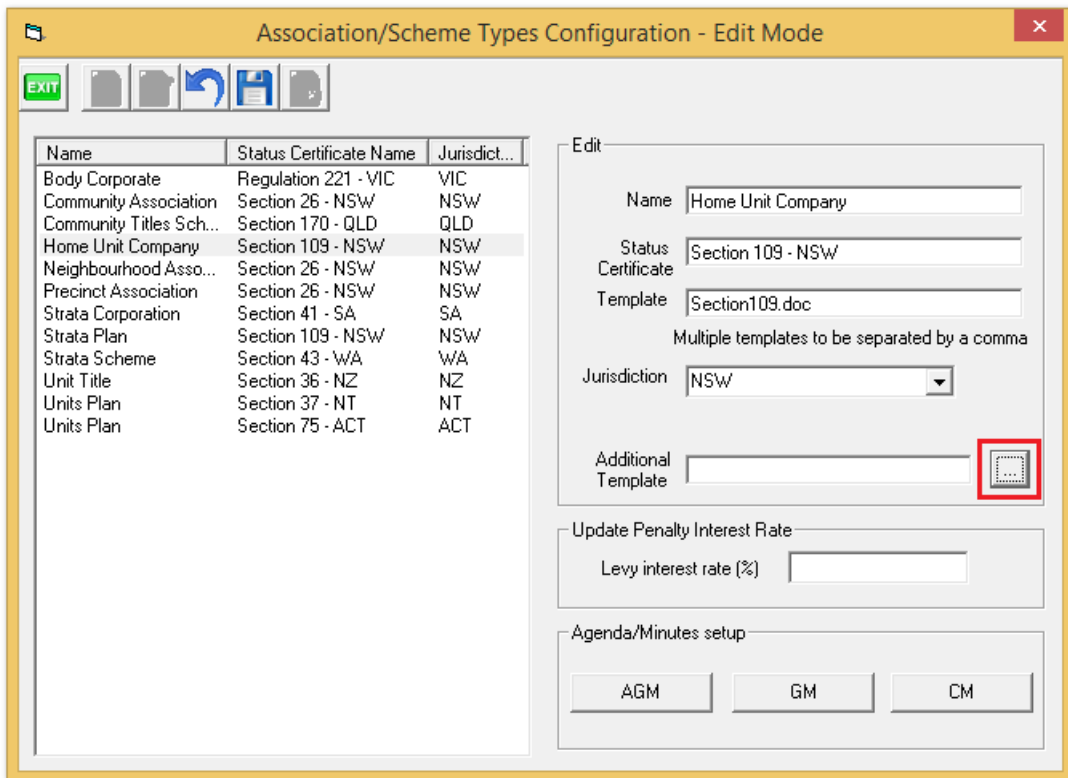 Association/Scheme Types Configuration - Edit Mode
EXIT
Name Status Certificate Name Jurisdict...
Body Corporate Regulation 221 - VIC VIC
Community Association Section 26 - NSW NSW
Community Titles Sch... Section 170 - QLD QLD
Home Unit Company Section 109 - NSW NSW
Neighbourhood Asso... Section 26 - NSW NSW
Precinct Association Section 26 - NSW NSW
Strata Corporation Section 41 - SA SA
Strata Plan Section 109 - NSW NSW
Strata Scheme Section 43 - WA WA
Unit Title Section 36 - NZ NZ
Units Plan Section 37 - NT NT
Units Plan Section 75 - ACT ACT
Edit
Name Home Unit Company
Status
Certificate Section 109 - NSW
Template Section109.doc
Multiple templates to be separated by a comma
Jurisdiction NSW
Additional
Template ...
Update Penalty Interest Rate
Levy interest rate (%)
Agenda/Minutes setup
AGM GM CM